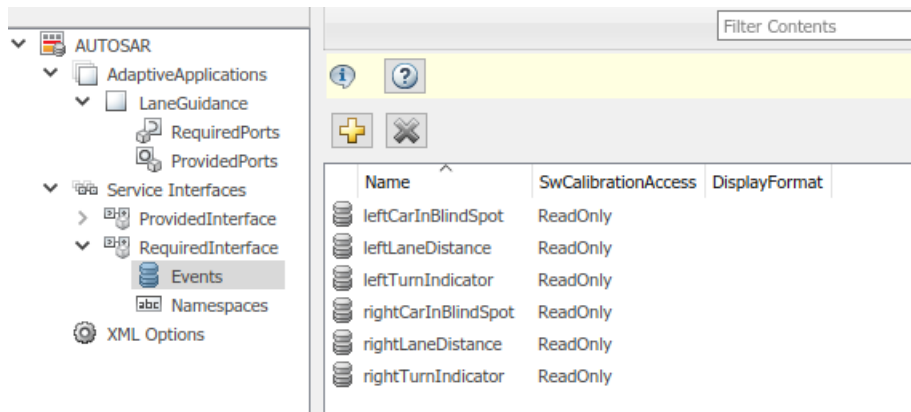 Filter Contents
AUTOSAR
AdaptiveApplications
LaneGuidance
RequiredPorts
ProvidedPorts
Service Interfaces
ProvidedInterface
RequiredInterface
Events
abc Namespaces
XML Options
Name SwCalibrationAccess DisplayFormat
leftCarInBlindSpot ReadOnly
leftLaneDistance ReadOnly
leftTurnIndicator ReadOnly
rightCarInBlindSpot ReadOnly
rightLaneDistance ReadOnly
rightTurnIndicator ReadOnly